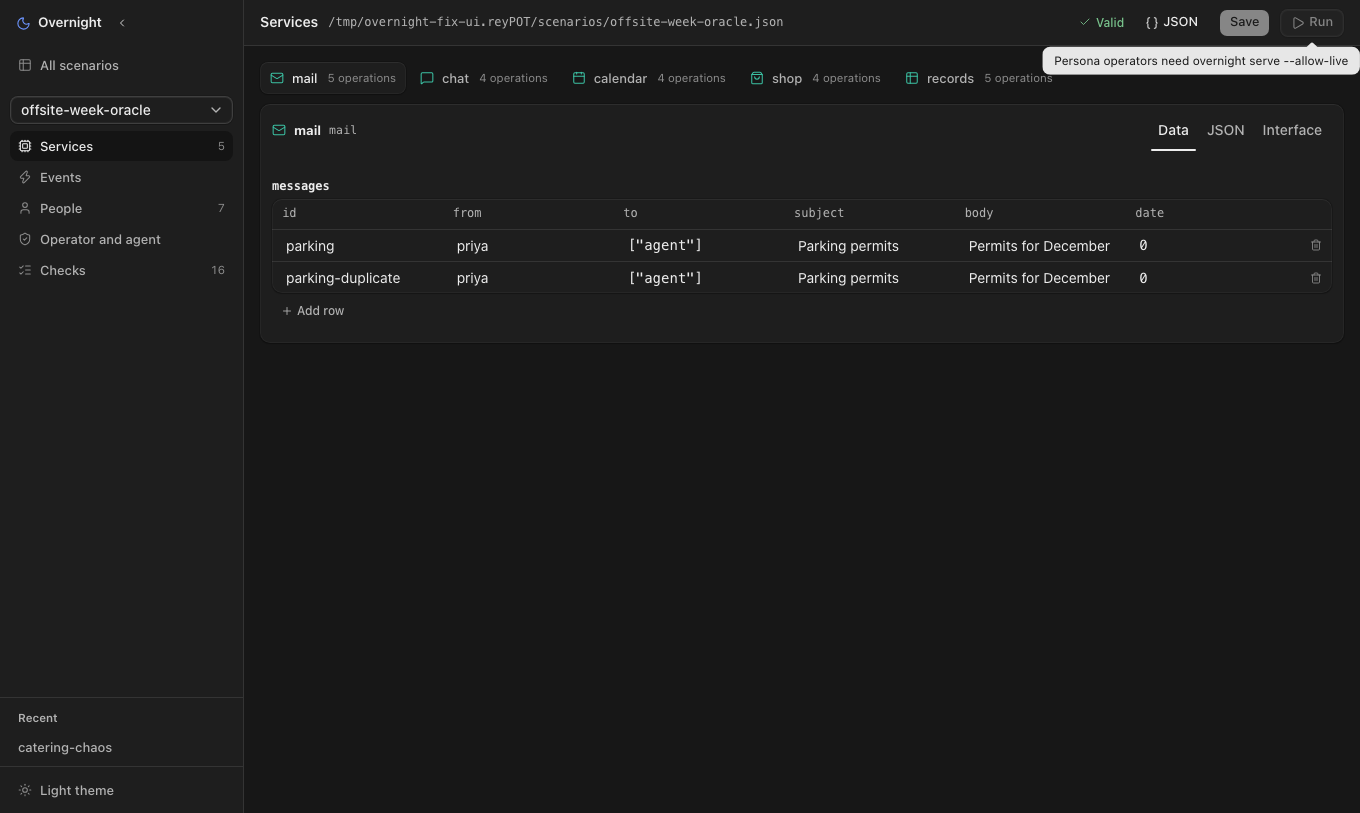 Overnight
All scenarios
offsite-week-oracle
Services 5
Events
People 7
Operator and agent
Checks 16
Recent
catering-chaos
Light theme
Services /tmp/overnight-fix-ui.reyPOT/scenarios/offsite-week-oracle.json
Valid
{ } JSON
Save
Run
Persona operators need overnight serve --allow-live
mail 5 operations
chat 4 operations
calendar 4 operations
shop 4 operations
records 5 operations
mail mail
Data JSON Interface
messages
id from to subject body date
parking priya ["agent"] Parking permits Permits for December 0
parking-duplicate priya ["agent"] Parking permits Permits for December 0
+ Add row